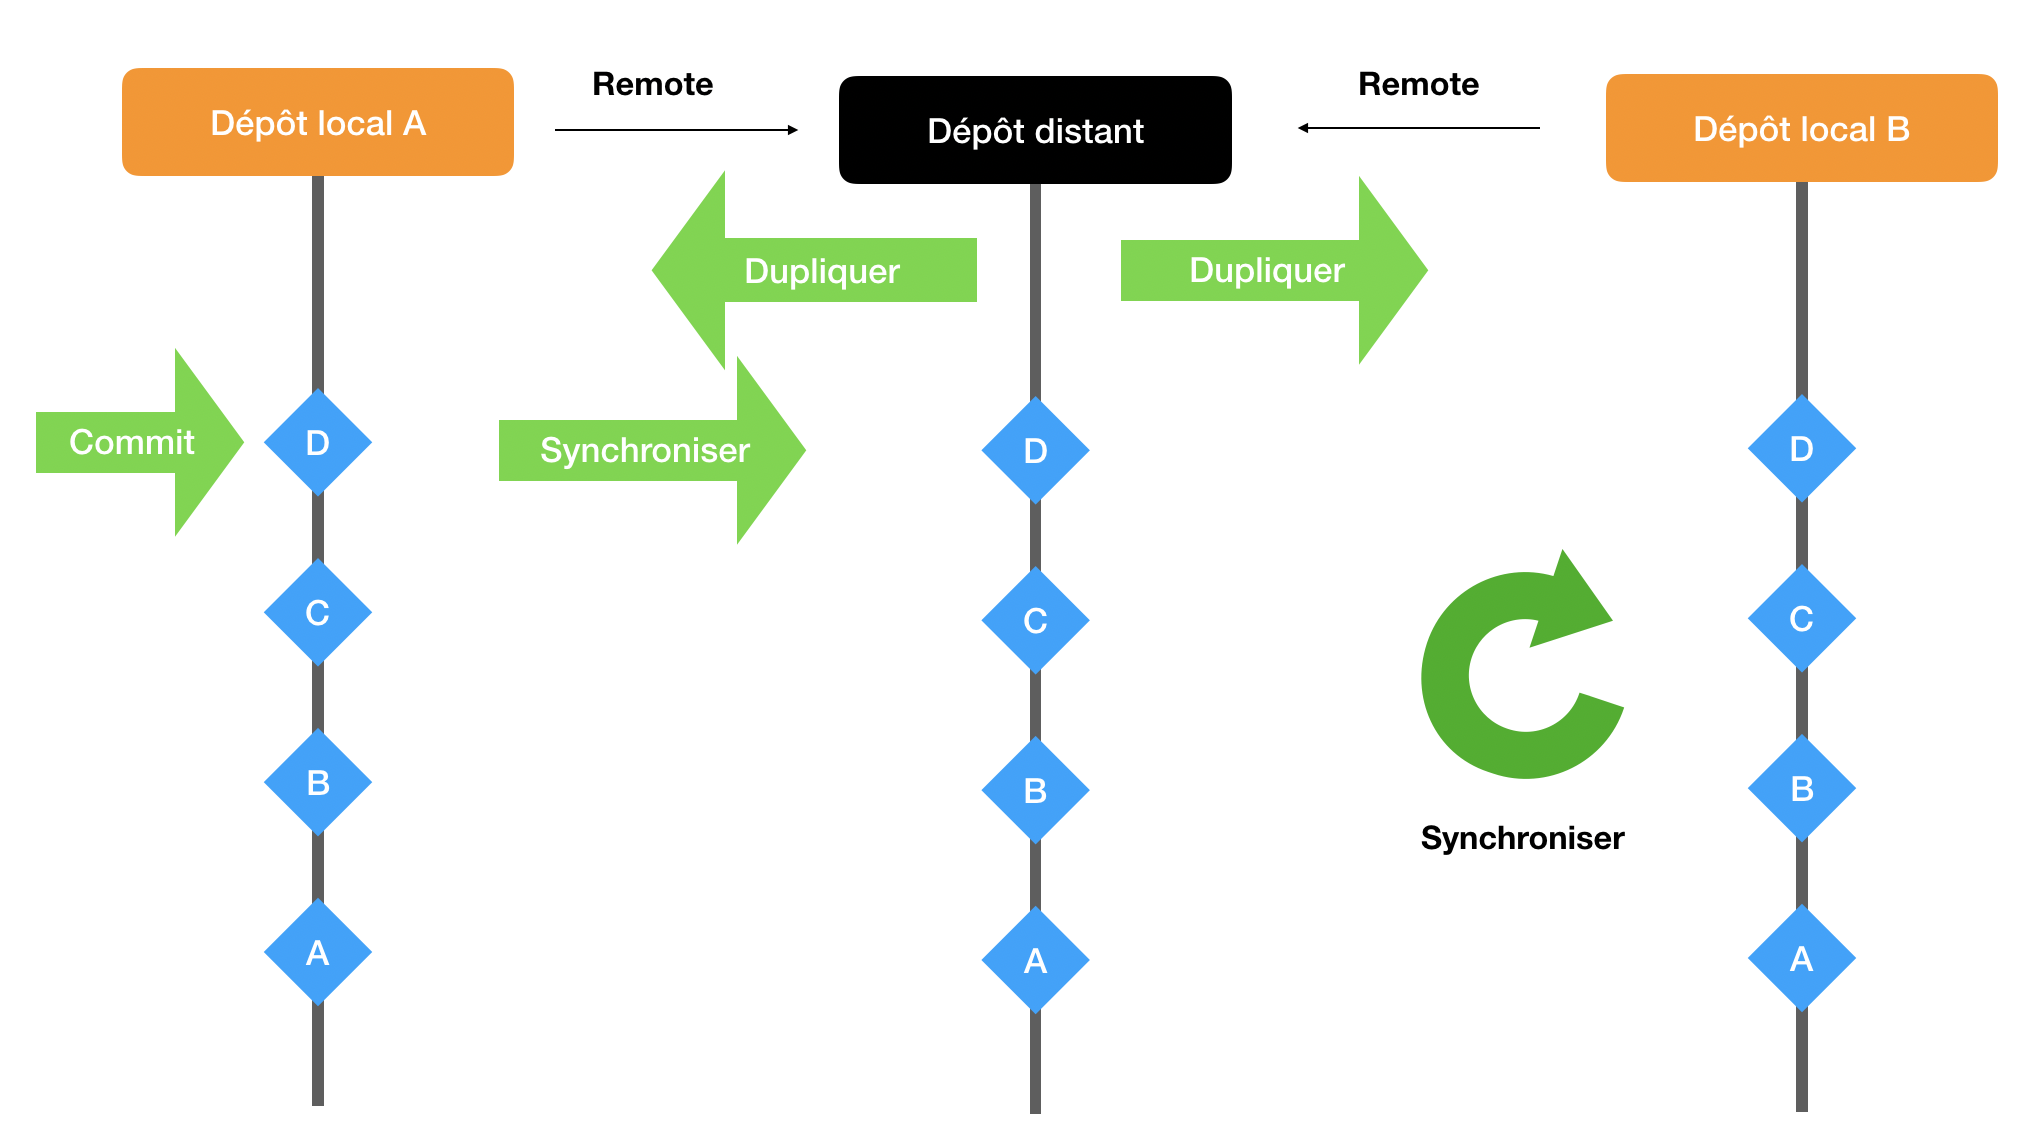 Remote
Remote
Dépôt local A
Dépôt distant
Dépôt local B
Dupliquer
Dupliquer
Commit
D
Synchroniser
D
D
C
C
C
B
B
B
Synchroniser
A
A
A